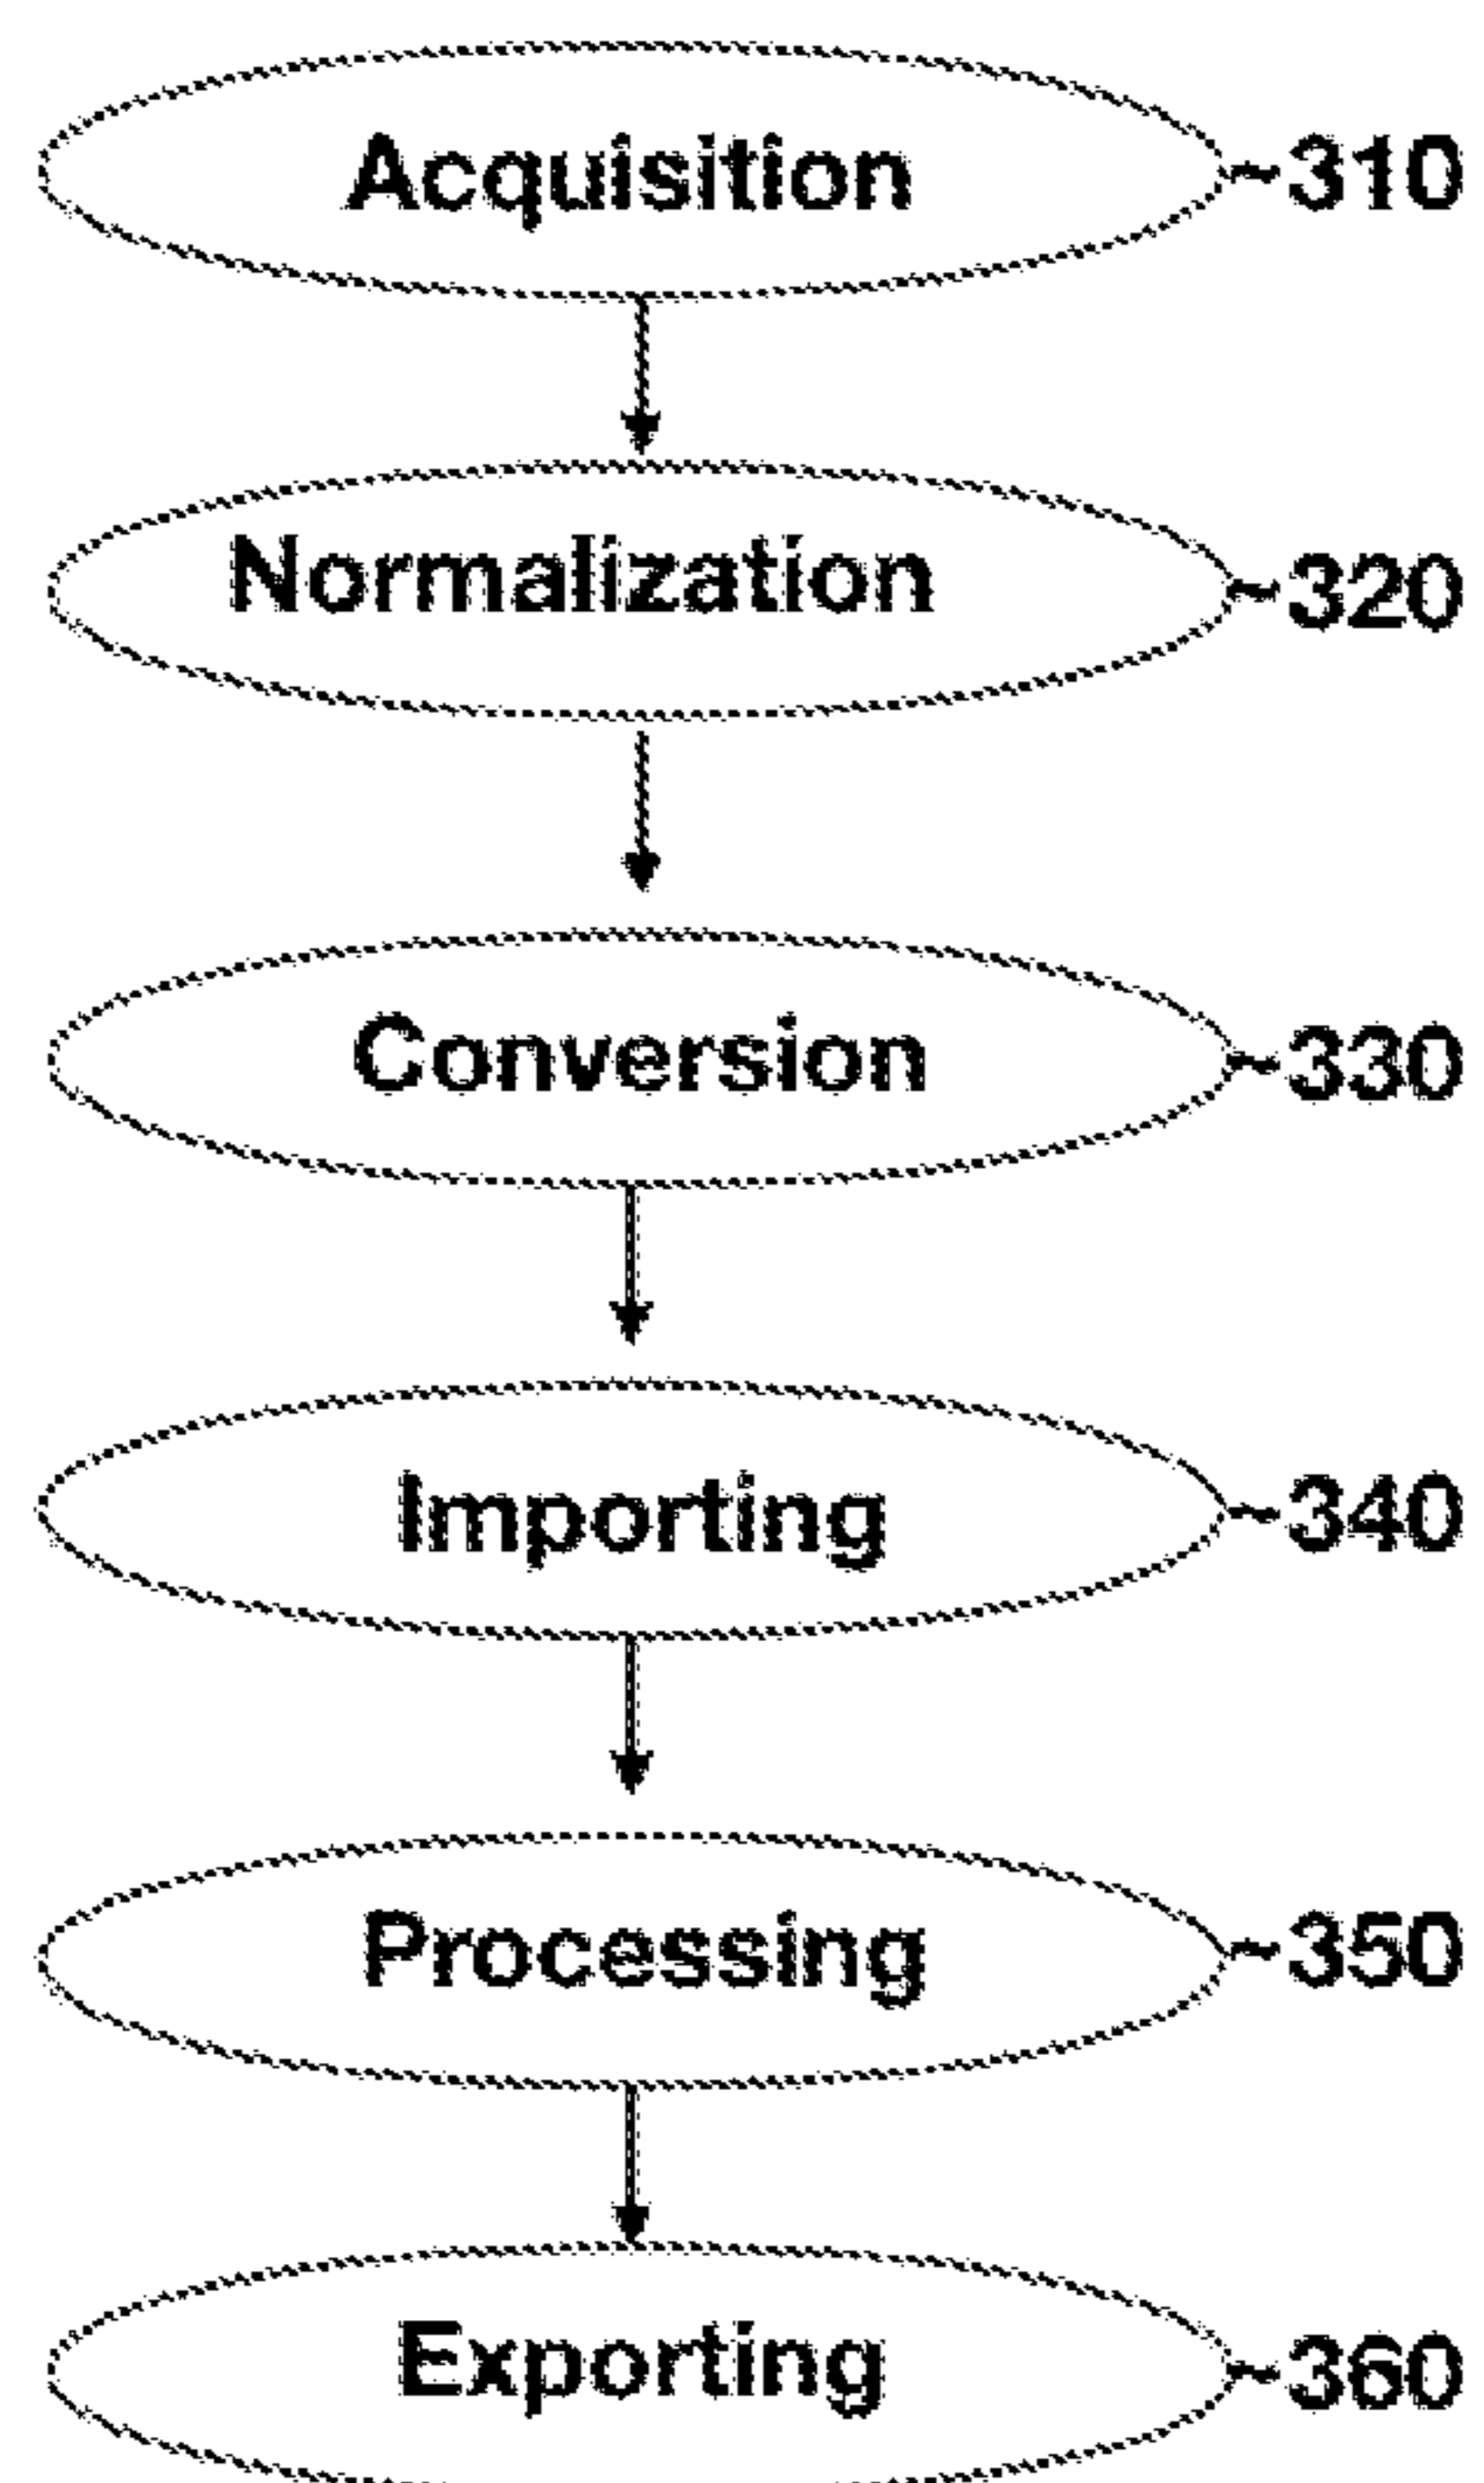 Acquisition ~310
Normalization ~320
Conversion ~330
Importing ~340
Processing ~350
Exporting ~360